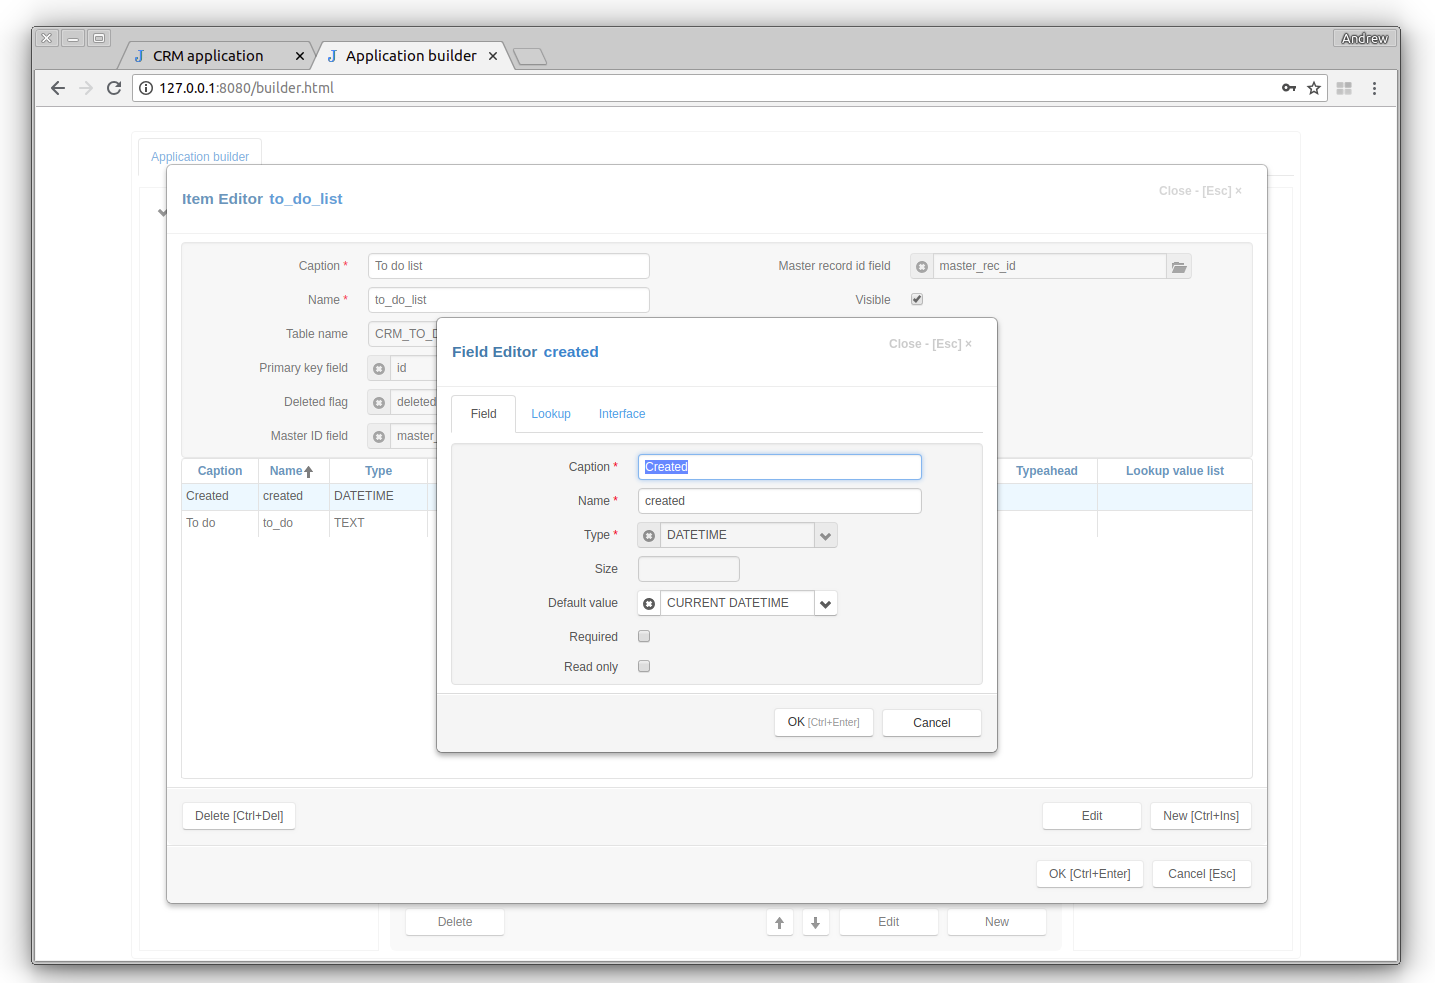 Andrew
CRM application
Application builder
127.0.0.1:8080/builder.html
Application builder
Item Editor to_do_list
Close - [Esc] ×
Caption * To do list
Master record id field master_rec_id
Name * to_do_list
Visible
Table name CRM_TO_D
Primary key field id
Deleted flag deleted
Master ID field master_
Caption Name Type Typeahead Lookup value list
Created created DATETIME
To do to_do TEXT
Field Editor created
Close - [Esc] ×
Field Lookup Interface
Caption * Created
Name * created
Type * DATETIME
Size
Default value CURRENT DATETIME
Required
Read only
OK [Ctrl+Enter] Cancel
Delete [Ctrl+Del] Edit New [Ctrl+Ins]
OK [Ctrl+Enter] Cancel [Esc]
Delete Edit New